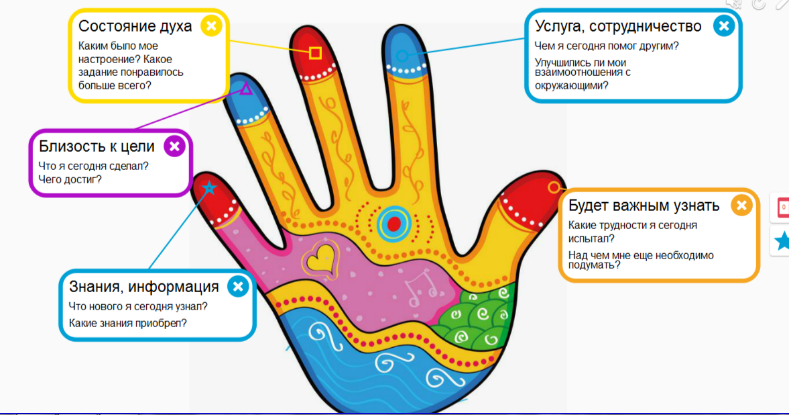 Состояние духа
Каким было мое
настроение? Какое
задание понравилось
больше всего?
Услуга, сотрудничество
Чем я сегодня помог другим?
Улучшились ли мои
взаимоотношения с
окружающими?
Близость к цели
Что я сегодня сделал?
Чего достиг?
Будет важным узнать
Какие трудности я сегодня
испытал?
Над чем мне еще необходимо
подумать?
Знания, информация
Что нового я сегодня узнал?
Какие знания приобрел?